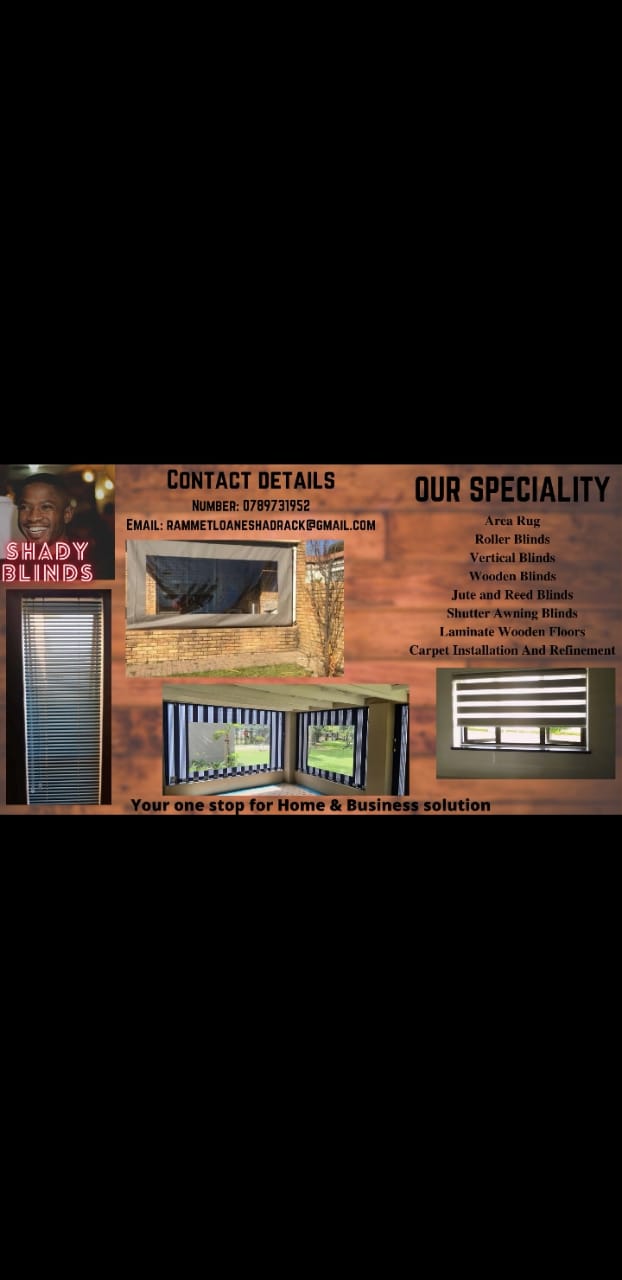 SHADY
BLINDS
CONTACT DETAILS
NUMBER: 0789731952
EMAIL: RAMMETLOANESHADRACK@GMAIL.COM
OUR SPECIALITY
Area Rug
Roller Blinds
Vertical Blinds
Wooden Blinds
Jute and Reed Blinds
Shutter Awning Blinds
Laminate Wooden Floors
Carpet Installation And Refinement
Your one stop for Home & Business solution